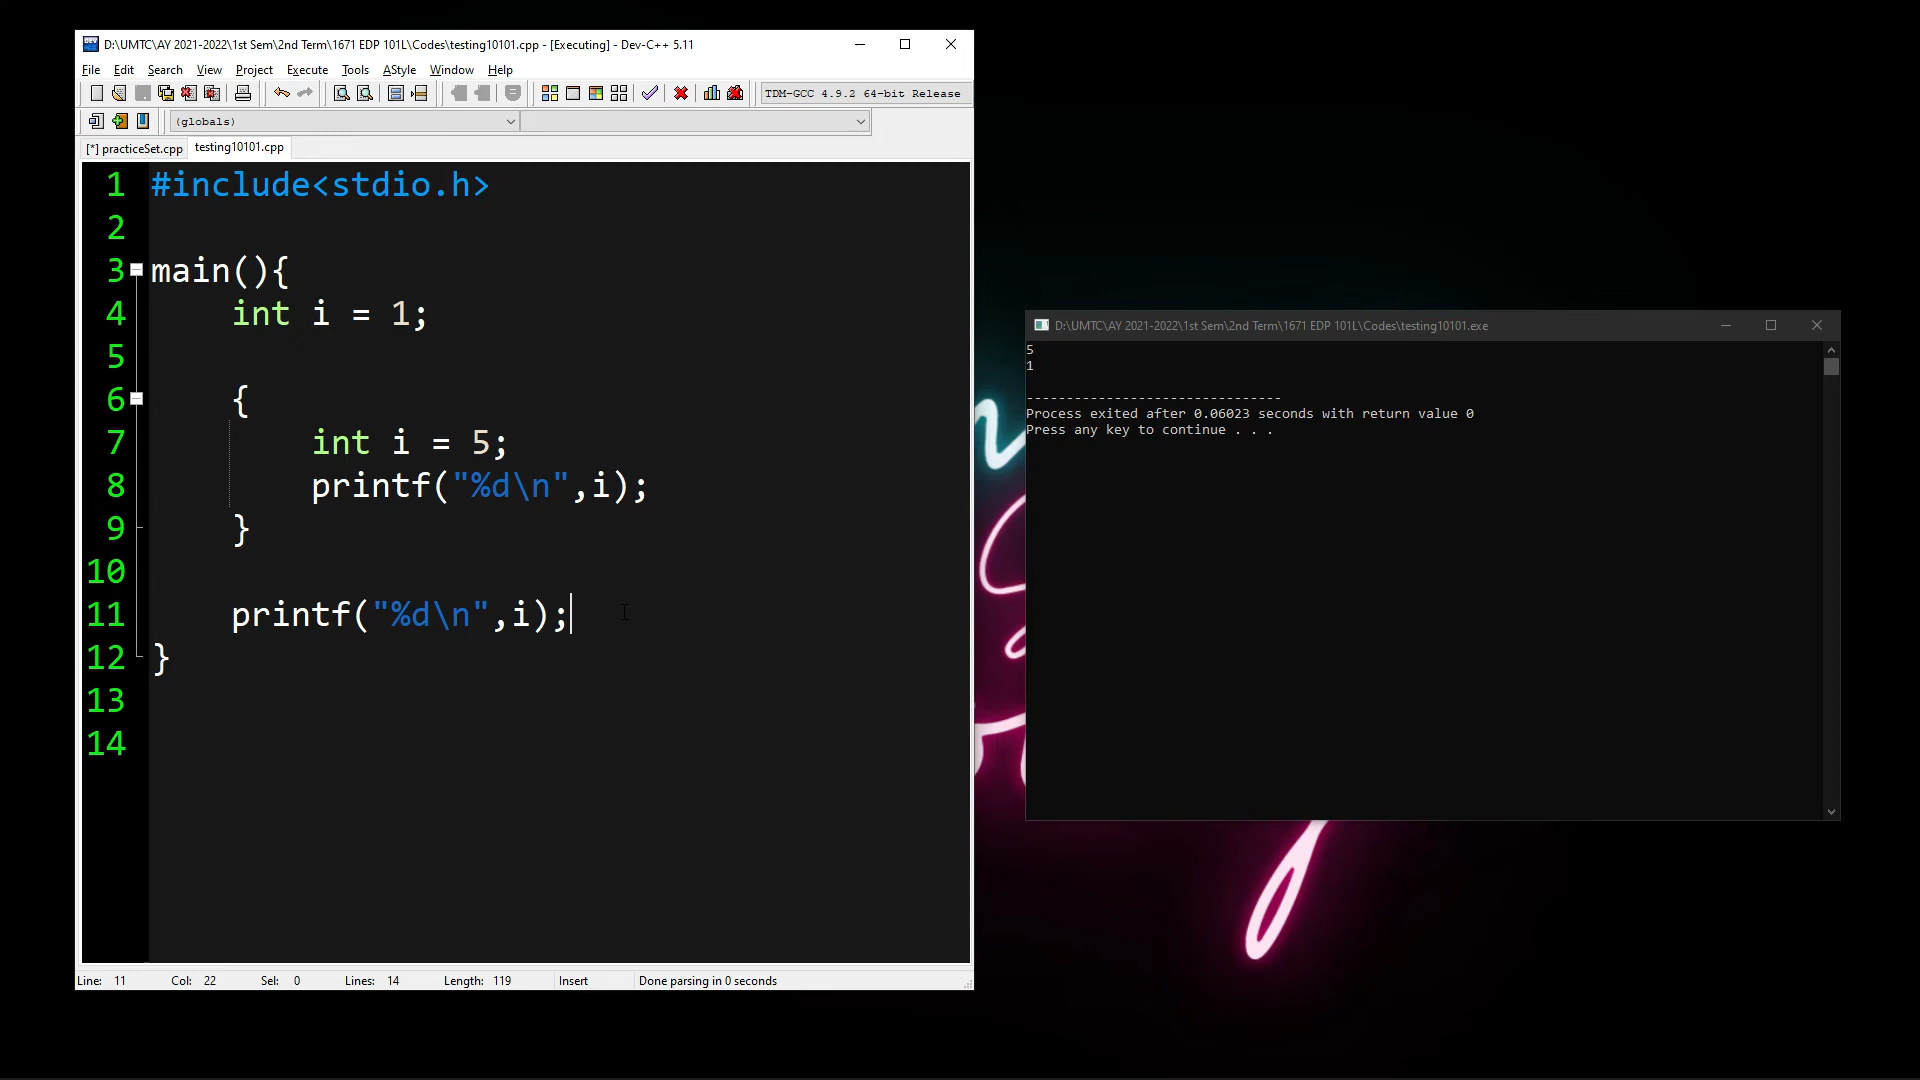 D:\UMTC\AY 2021-2022\1st Sem\2nd Term\1671 EDP 101L\Codes\testing10101.cpp - [Executing] - Dev-C++ 5.11
File Edit Search View Project Execute Tools AStyle Window Help
TDM-GCC 4.9.2 64-bit Release
(globals)
[*] practiceSet.cpp testing10101.cpp
1 #include<stdio.h>
2
3 main(){
4 int i = 1;
5
6 {
7 int i = 5;
8 printf("%d\n",i);
9 }
10
11 printf("%d\n",i);
12 }
13
14
Line: 11 Col: 22 Sel: 0 Lines: 14 Length: 119 Insert Done parsing in 0 seconds
D:\UMTC\AY 2021-2022\1st Sem\2nd Term\1671 EDP 101L\Codes\testing10101.exe
5
1
--------------------------------
Process exited after 0.06023 seconds with return value 0
Press any key to continue . . .